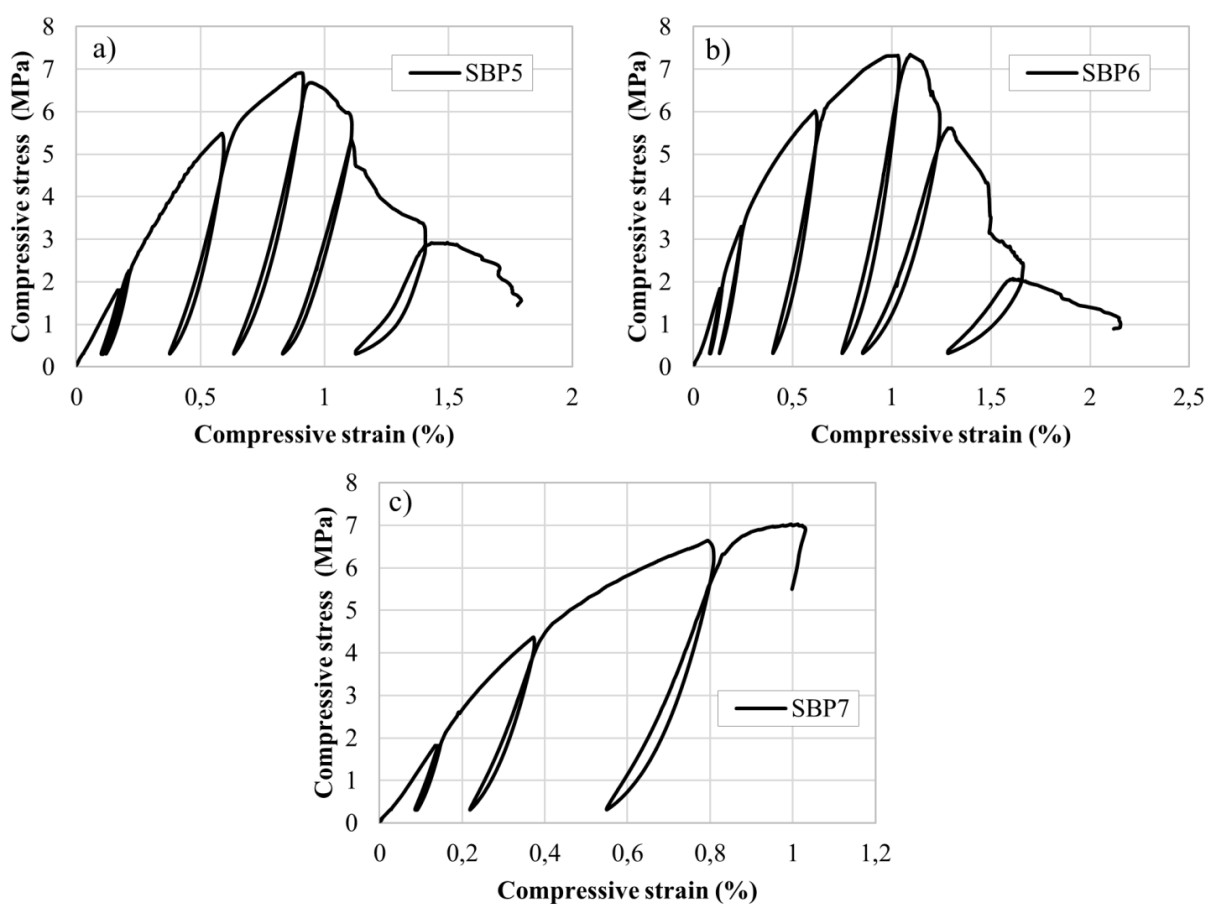 a)
SBP5
Compressive stress (MPa)
8
7
6
5
4
3
2
1
0
0 0,5 1 1,5 2
Compressive strain (%)
b)
SBP6
Compressive stress (MPa)
8
7
6
5
4
3
2
1
0
0 0,5 1 1,5 2 2,5
Compressive strain (%)
c)
SBP7
Compressive stress (MPa)
8
7
6
5
4
3
2
1
0
0 0,2 0,4 0,6 0,8 1 1,2
Compressive strain (%)